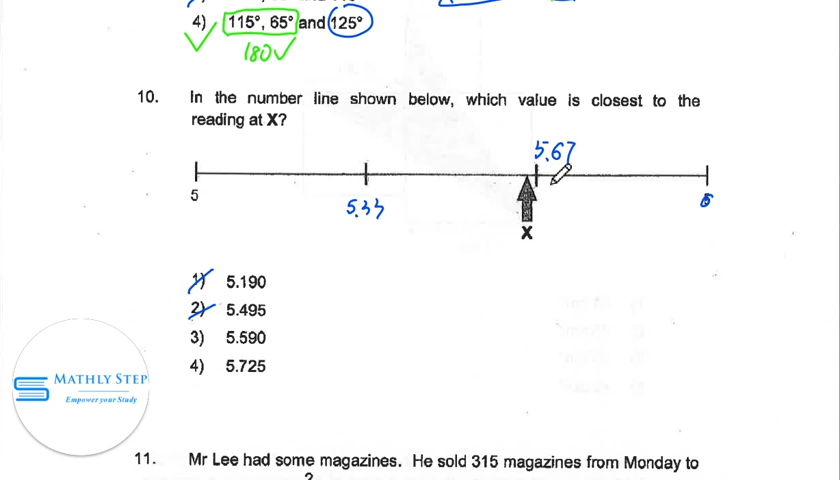 4) 115°, 65° and 125°
180✓
10. In the number line shown below, which value is closest to the
reading at X?
5.67
5
5.33
6
X
1) 5.190
2) 5.495
3) 5.590
4) 5.725
MATHLY STEP
Empower your Study
11. Mr Lee had some magazines. He sold 315 magazines from Monday to